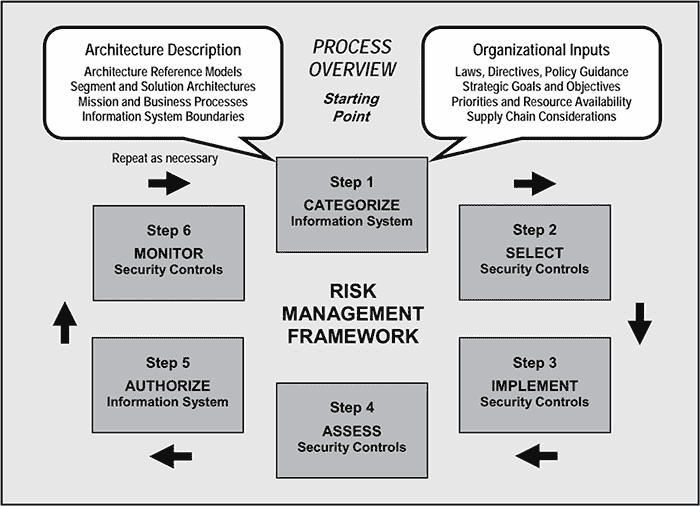 Architecture Description
Architecture Reference Models
Segment and Solution Architectures
Mission and Business Processes
Information System Boundaries
PROCESS
OVERVIEW
Starting
Point
Organizational Inputs
Laws, Directives, Policy Guidance
Strategic Goals and Objectives
Priorities and Resource Availability
Supply Chain Considerations
Repeat as necessary
Step 1
CATEGORIZE
Information System
Step 2
SELECT
Security Controls
Step 3
IMPLEMENT
Security Controls
Step 4
ASSESS
Security Controls
Step 5
AUTHORIZE
Information System
Step 6
MONITOR
Security Controls
RISK
MANAGEMENT
FRAMEWORK